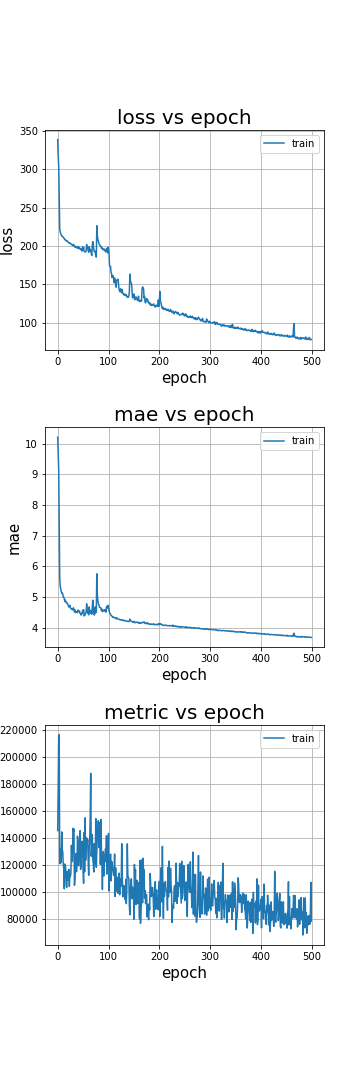 loss vs epoch
350
300
250
200
150
100
loss
train
0 100 200 300 400 500
epoch
mae vs epoch
10
9
8
7
6
5
4
mae
train
0 100 200 300 400 500
epoch
metric vs epoch
220000
200000
180000
160000
140000
120000
100000
80000
train
0 100 200 300 400 500
epoch